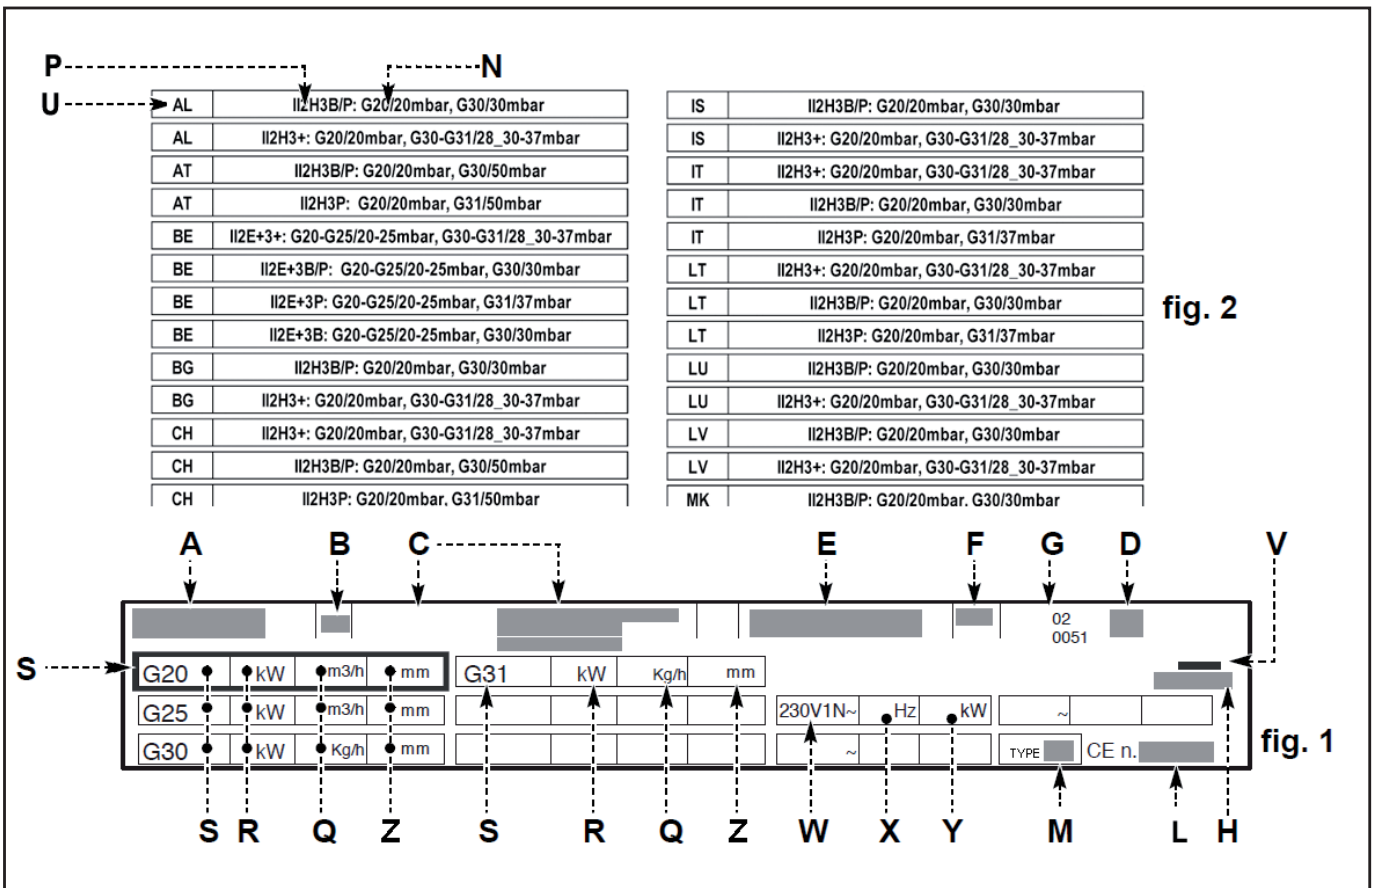 P N
U
AL II2H3B/P: G20/20mbar, G30/30mbar
AL II2H3+: G20/20mbar, G30-G31/28_30-37mbar
AT II2H3B/P: G20/20mbar, G30/50mbar
AT II2H3P: G20/20mbar, G31/50mbar
BE II2E+3+: G20-G25/20-25mbar, G30-G31/28_30-37mbar
BE II2E+3B/P: G20-G25/20-25mbar, G30/30mbar
BE II2E+3P: G20-G25/20-25mbar, G31/37mbar
BE II2E+3B: G20-G25/20-25mbar, G30/30mbar
BG II2H3B/P: G20/20mbar, G30/30mbar
BG II2H3+: G20/20mbar, G30-G31/28_30-37mbar
CH II2H3+: G20/20mbar, G30-G31/28_30-37mbar
CH II2H3B/P: G20/20mbar, G30/50mbar
CH II2H3P: G20/20mbar, G31/50mbar
IS II2H3B/P: G20/20mbar, G30/30mbar
IS II2H3+: G20/20mbar, G30-G31/28_30-37mbar
IT II2H3+: G20/20mbar, G30-G31/28_30-37mbar
IT II2H3B/P: G20/20mbar, G30/30mbar
IT II2H3P: G20/20mbar, G31/37mbar
LT II2H3+: G20/20mbar, G30-G31/28_30-37mbar
LT II2H3B/P: G20/20mbar, G30/30mbar
LT II2H3P: G20/20mbar, G31/37mbar
LU II2H3B/P: G20/20mbar, G30/30mbar
LU II2H3+: G20/20mbar, G30-G31/28_30-37mbar
LV II2H3B/P: G20/20mbar, G30/30mbar
LV II2H3+: G20/20mbar, G30-G31/28_30-37mbar
MK II2H3B/P: G20/20mbar, G30/30mbar
fig. 2
A B C E F G D V
02
0051
S
G20 kW m3/h mm G31 kW Kg/h mm
G25 kW m3/h mm 230V1N~ Hz kW ~
G30 kW Kg/h mm ~ TYPE CE n.
fig. 1
S R Q Z S R Q Z W X Y M L H